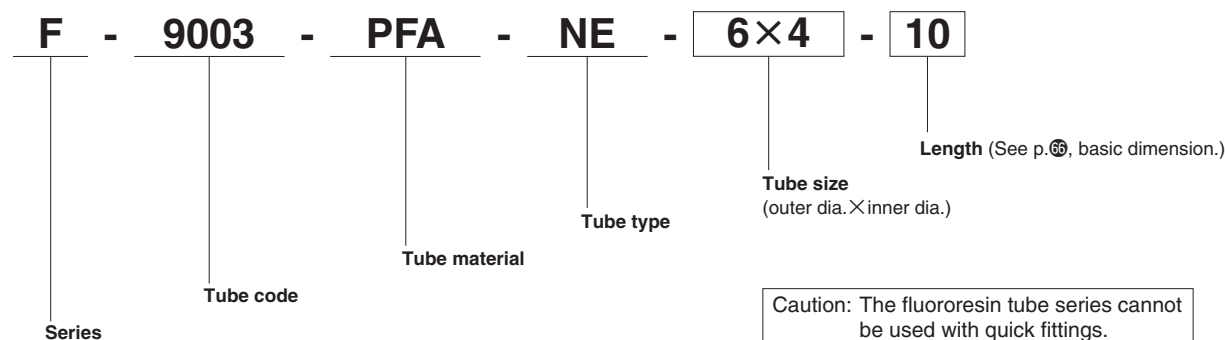 F - 9003 - PFA - NE - 6×4 - 10
Length (See p.66, basic dimension.)
Tube size
(outer dia.×inner dia.)
Tube type
Tube material
Tube code
Series
Caution: The fluororesin tube series cannot
be used with quick fittings.